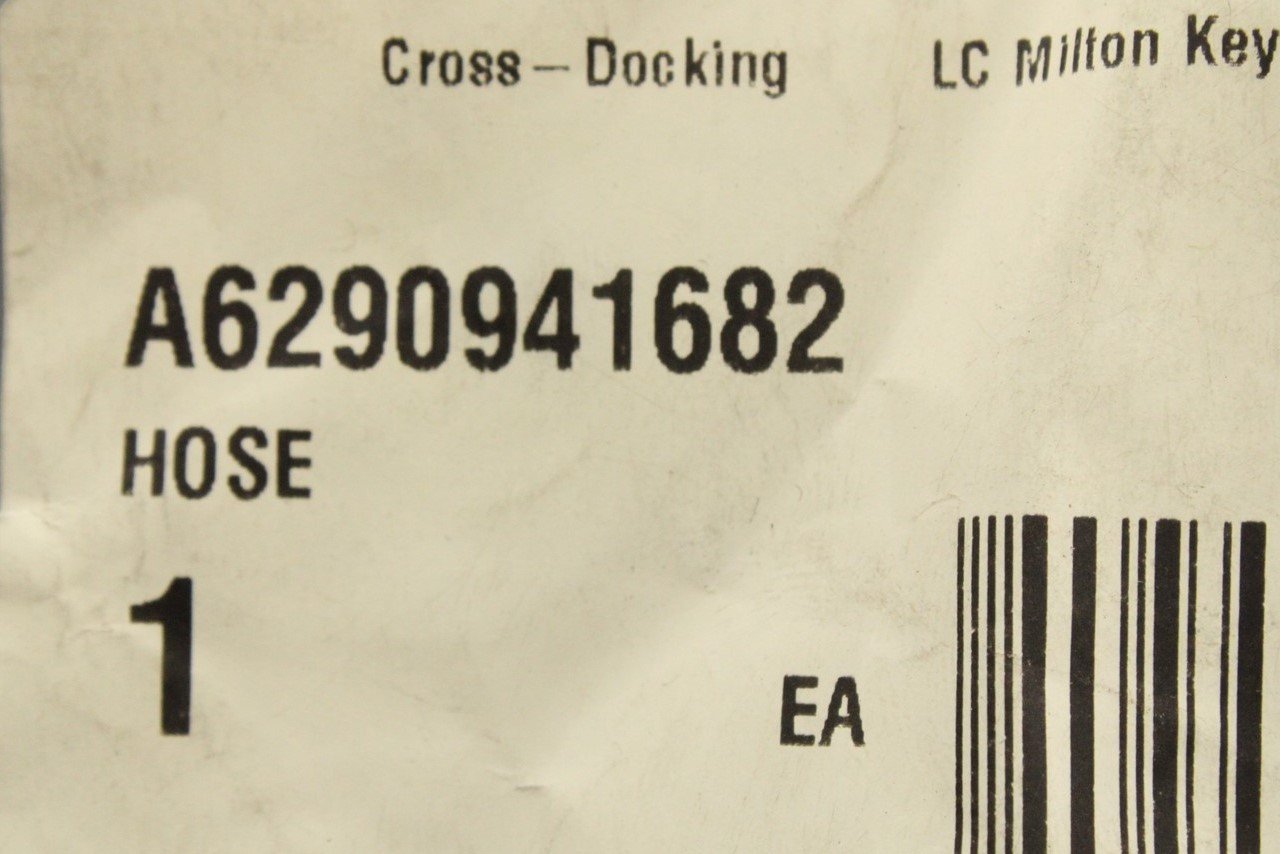 Cross-Docking LC Milton Key
A6290941682
HOSE
1
EA